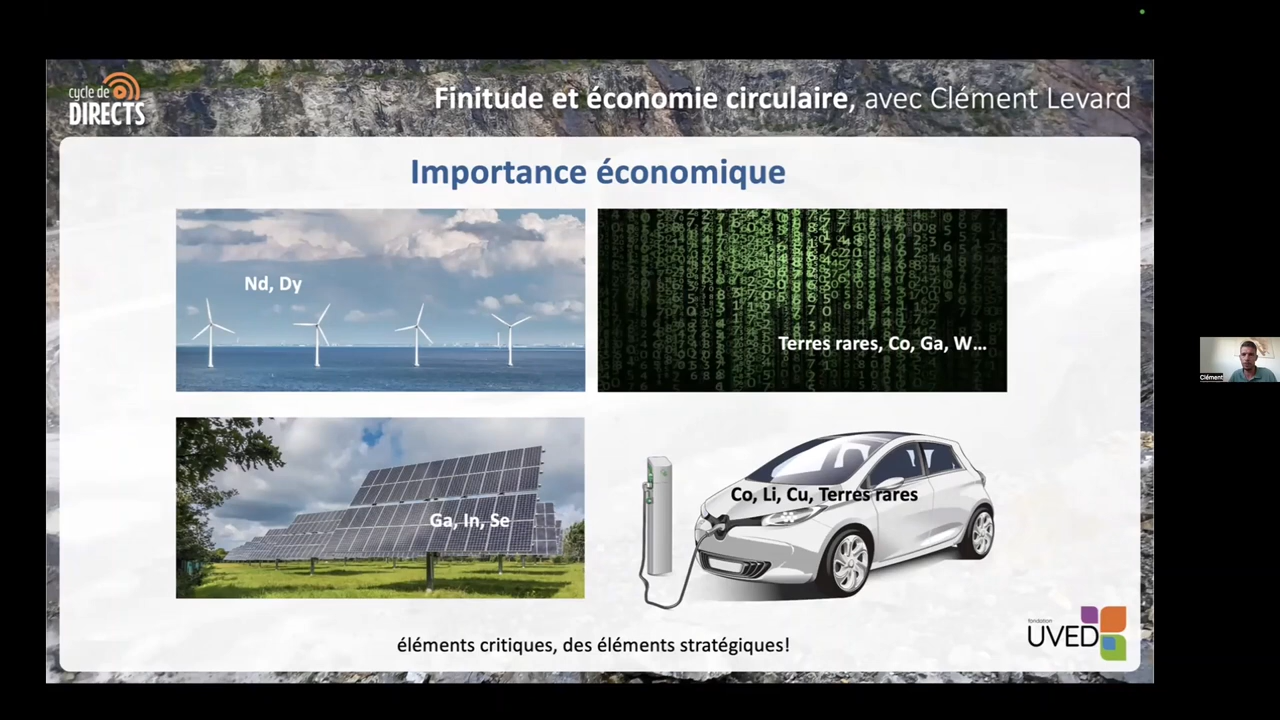 cycle de
DIRECTS
Finitude et économie circulaire, avec Clément Levard
Importance économique
Nd, Dy
Terres rares, Co, Ga, W...
Ga, In, Se
Co, Li, Cu, Terres rares
Clément
éléments critiques, des éléments stratégiques!
fondation
UVED